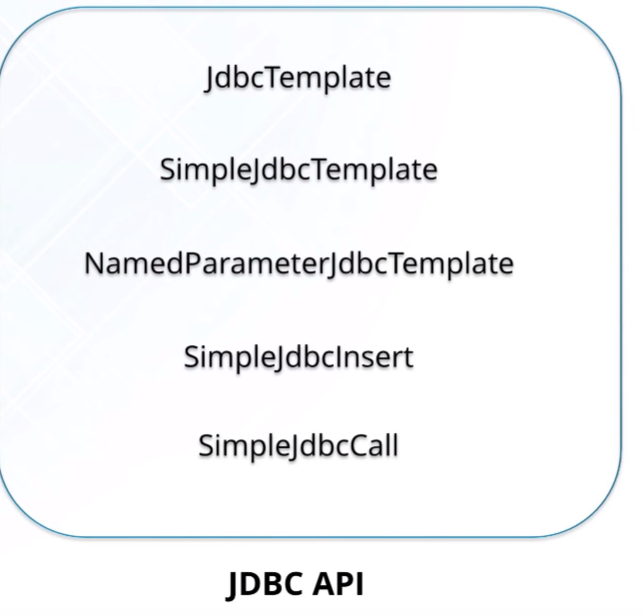 JdbcTemplate
SimpleJdbcTemplate
NamedParameterJdbcTemplate
SimpleJdbcInsert
SimpleJdbcCall
JDBC API